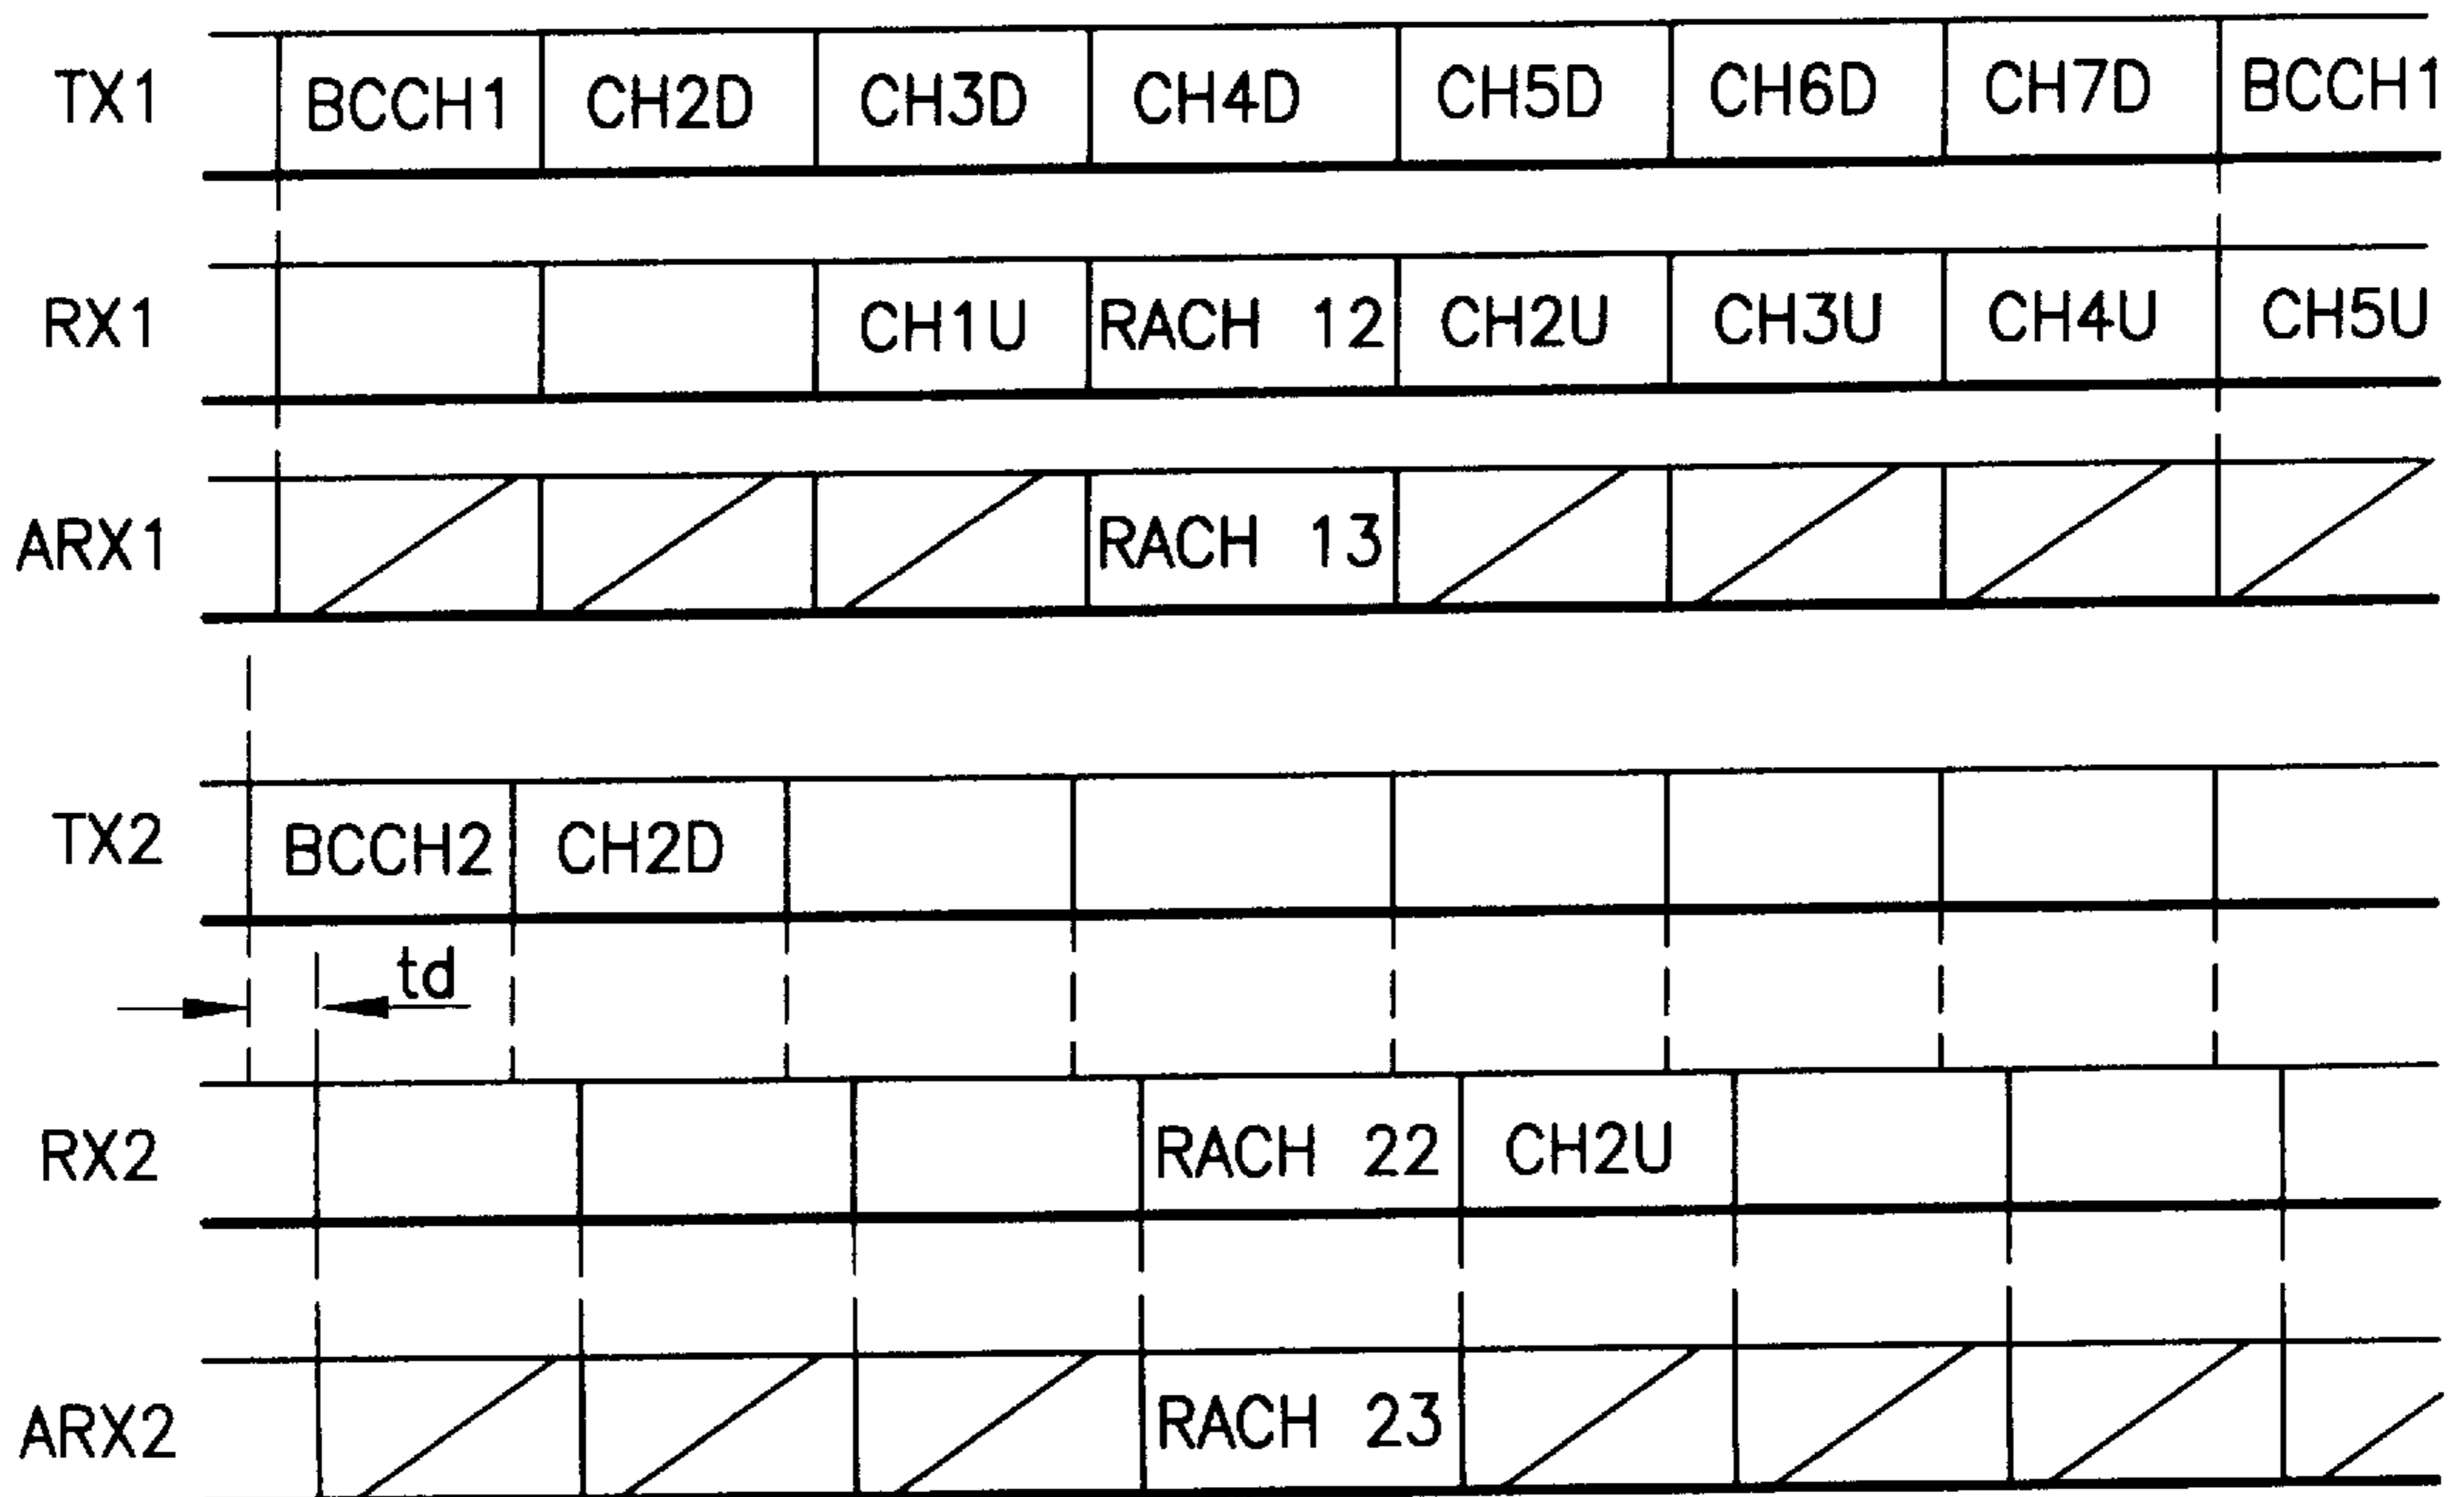 TX1 BCCH1 CH2D CH3D CH4D CH5D CH6D CH7D BCCH1
RX1 CH1U RACH 12 CH2U CH3U CH4U CH5U
ARX1 RACH 13
TX2 BCCH2 CH2D
td
RX2 RACH 22 CH2U
ARX2 RACH 23